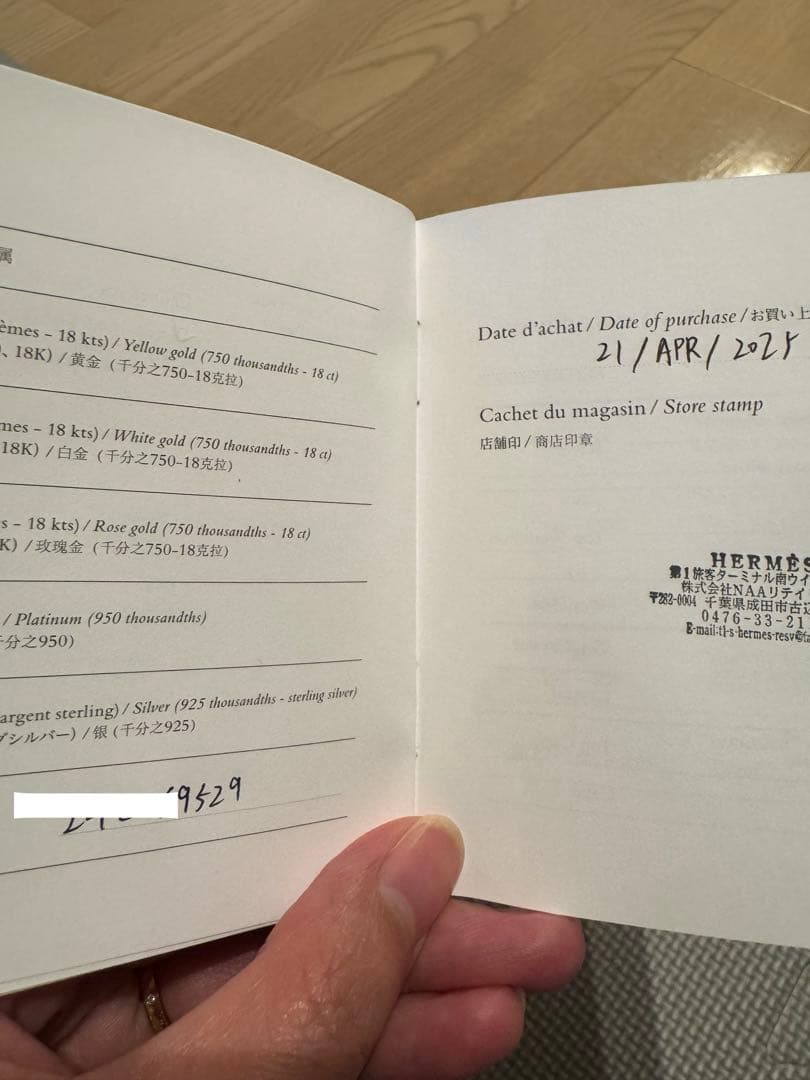 属
èmes – 18 kts) / Yellow gold (750 thousandths - 18 ct)
、18K) / 黄金（千分之750–18克拉）
mes – 18 kts) / White gold (750 thousandths - 18 ct)
18K) / 白金（千分之750–18克拉）
s – 18 kts) / Rose gold (750 thousandths - 18 ct)
K) / 玫瑰金（千分之750–18克拉）
/ Platinum (950 thousandths)
千分之950）
argent sterling) / Silver (925 thousandths - sterling silver)
グシルバー) / 银 (千分之925）
9529
Date d'achat / Date of purchase / お買い上
21 / APR / 2025
Cachet du magasin / Store stamp
店舗印 / 商店印章
HERMÈS
第1旅客ターミナル南ウイ
株式会社NAAリテイ
〒282-0004 千葉県成田市古込
0476-33-21
E-mail:t1-s-hermes-resv@fa